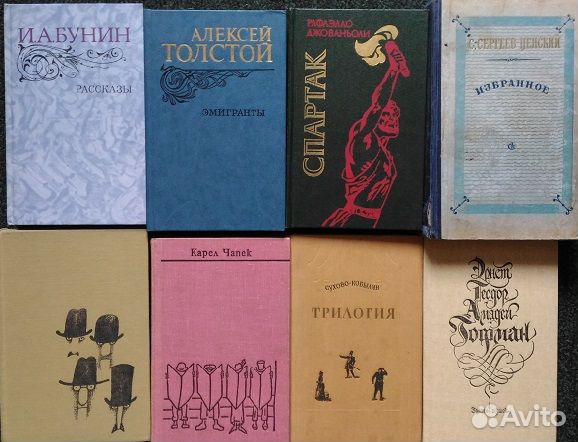 И.А.БУНИН
РАССКАЗЫ
АЛЕКСЕЙ
ТОЛСТОЙ
ЭМИГРАНТЫ
РАФАЭЛЛО
ДЖОВАНЬОЛИ
СПАРТАК
С. СЕРГЕЕВ ЦЕНСКИЙ
ИЗБРАННОЕ
Карел Чапек
СУХОВО-КОБЫЛИН
ТРИЛОГИЯ
Эрнст
Теодор
Амадей
Гофман
Avito